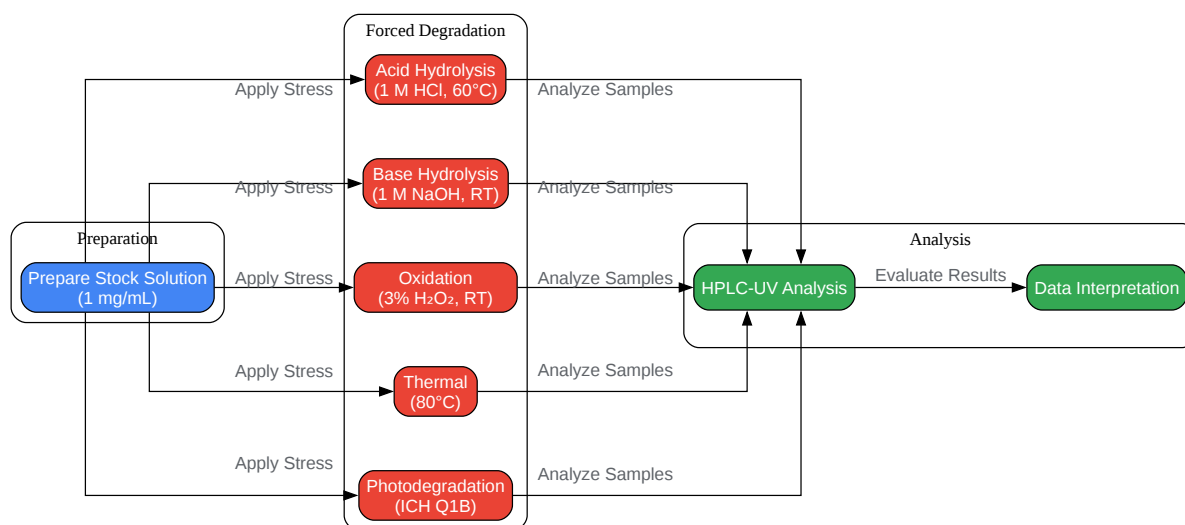 Forced Degradation
Acid Hydrolysis
(1 M HCl, 60°C)
Apply Stress
Analyze Samples
Base Hydrolysis
(1 M NaOH, RT)
Apply Stress
Analyze Samples
Preparation
Prepare Stock Solution
(1 mg/mL)
Apply Stress
Oxidation
(3% H₂O₂, RT)
Analyze Samples
Analysis
HPLC-UV Analysis
Evaluate Results
Data Interpretation
Apply Stress
Thermal
(80°C)
Analyze Samples
Apply Stress
Photodegradation
(ICH Q1B)
Analyze Samples